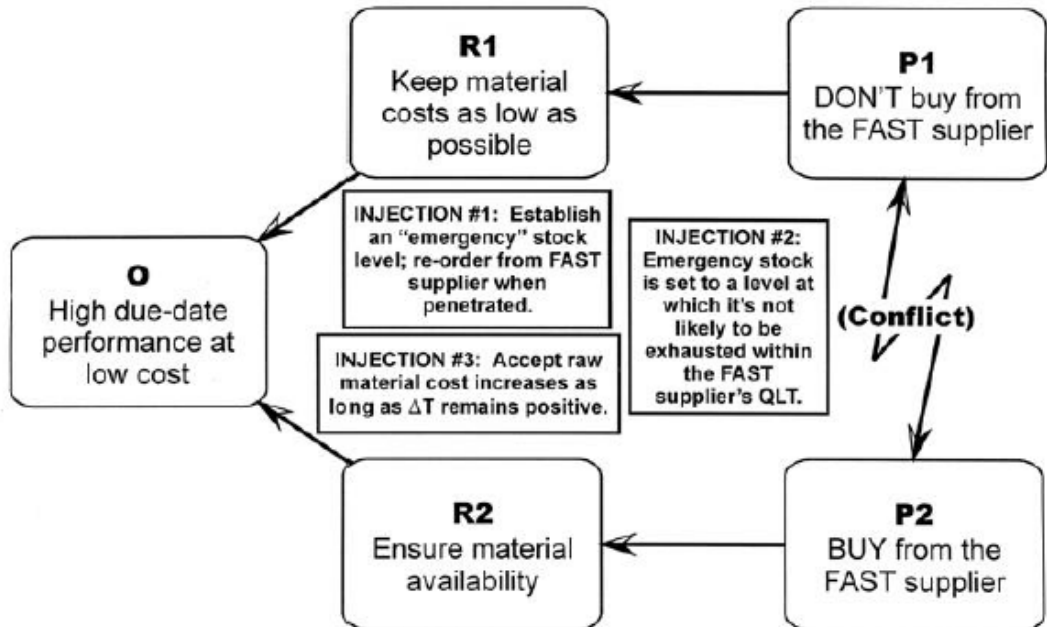 R1
Keep material
costs as low as
possible
P1
DON'T buy from
the FAST supplier
INJECTION #1: Establish
an “emergency” stock
level; re-order from FAST
supplier when
penetrated.
INJECTION #2:
Emergency stock
is set to a level at
which it's not
likely to be
exhausted within
the FAST
supplier's QLT.
O
High due-date
performance at
low cost
(Conflict)
INJECTION #3: Accept raw
material cost increases as
long as ΔT remains positive.
R2
Ensure material
availability
P2
BUY from the
FAST supplier